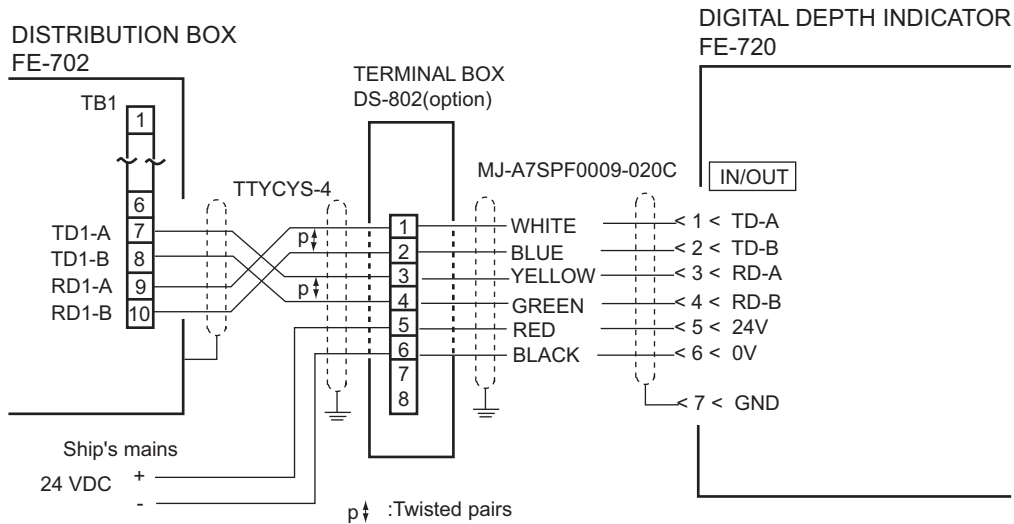 DISTRIBUTION BOX
FE-702
TERMINAL BOX
DS-802(option)
DIGITAL DEPTH INDICATOR
FE-720
TB1
1
6
7
8
9
10
TD1-A
TD1-B
RD1-A
RD1-B
TTYCYS-4
p
p
1
2
3
4
5
6
7
8
MJ-A7SPF0009-020C
WHITE
BLUE
YELLOW
GREEN
RED
BLACK
IN/OUT
< 1 < TD-A
< 2 < TD-B
< 3 < RD-A
< 4 < RD-B
< 5 < 24V
< 6 < 0V
< 7 < GND
Ship's mains
24 VDC
+
-
p :Twisted pairs